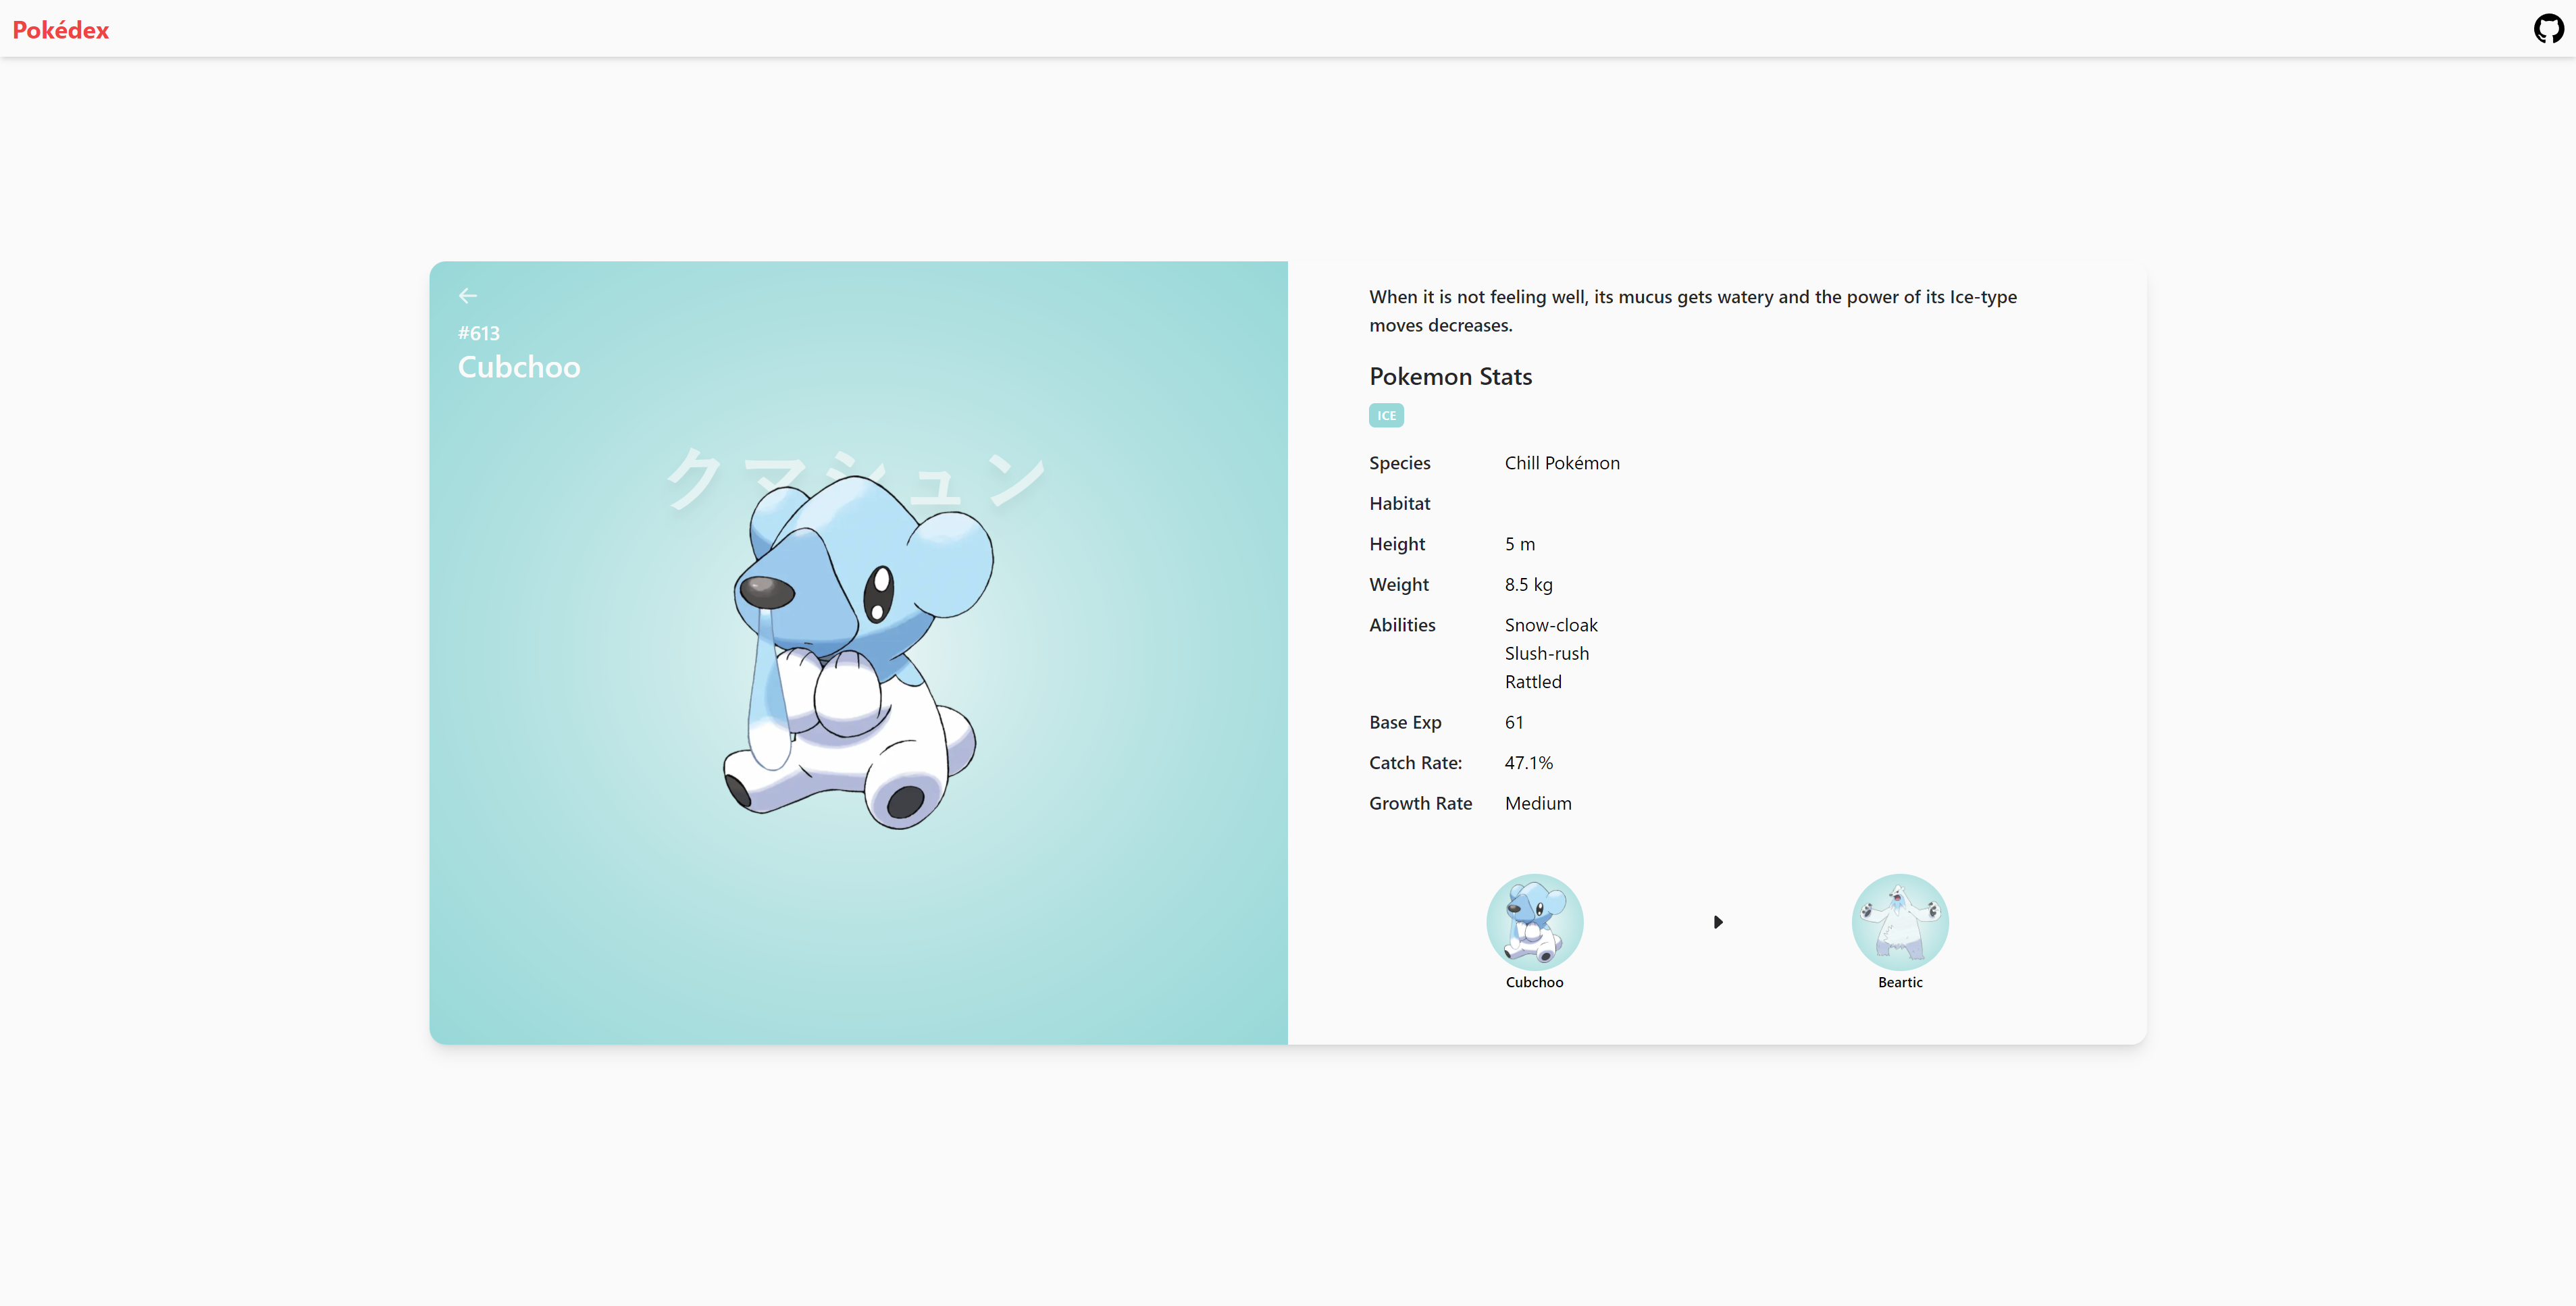 Pokédex
#613
Cubchoo
クマシュン
When it is not feeling well, its mucus gets watery and the power of its Ice-type
moves decreases.
Pokemon Stats
ICE
Species Chill Pokémon
Habitat
Height 5 m
Weight 8.5 kg
Abilities Snow-cloak
Slush-rush
Rattled
Base Exp 61
Catch Rate: 47.1%
Growth Rate Medium
Cubchoo Beartic